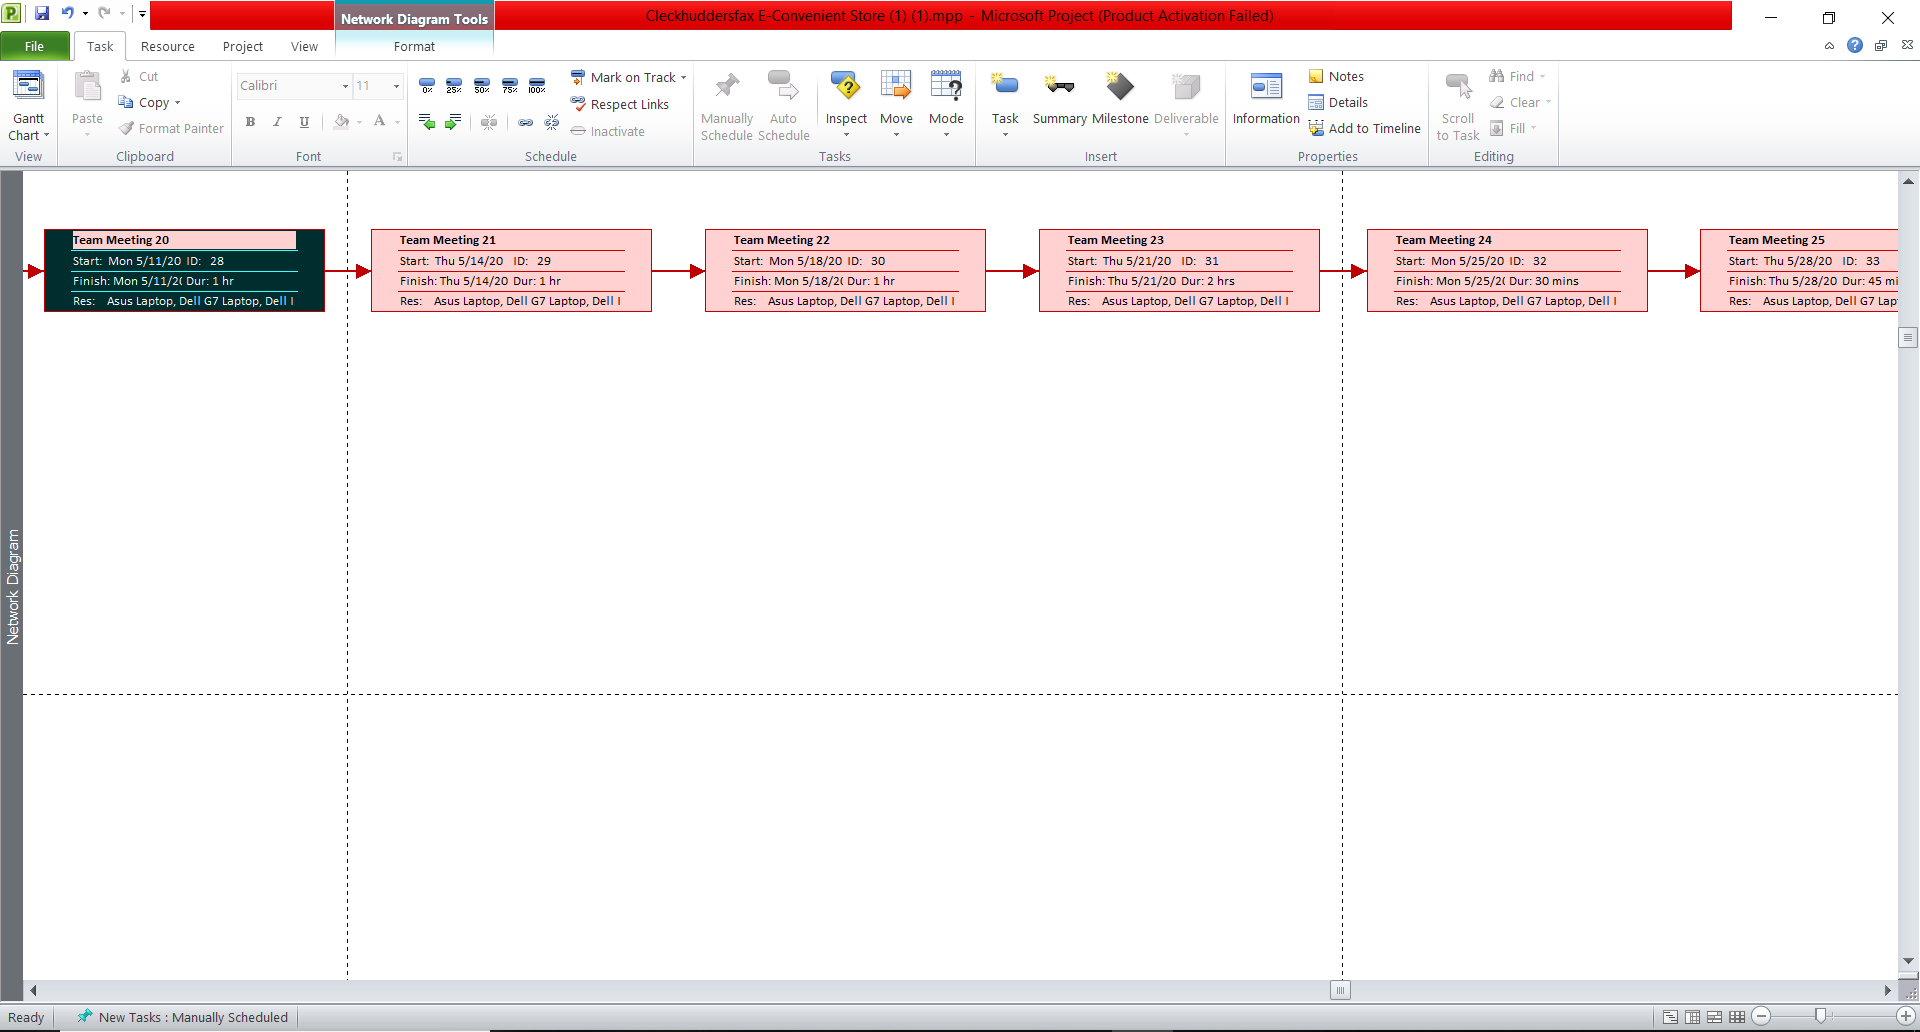 Network Diagram Tools
Cleckhuddersfax E-Convenient Store (1) (1).mpp - Microsoft Project (Product Activation Failed)
File Task Resource Project View Format
Gantt Chart
View
Paste
Cut
Copy
Format Painter
Clipboard
Calibri 11
B I U A
Font
0% 25% 50% 75% 100%
Mark on Track
Respect Links
Inactivate
Schedule
Manually Schedule
Auto Schedule
Inspect
Move
Mode
Tasks
Task
Summary
Milestone
Deliverable
Insert
Information
Notes
Details
Add to Timeline
Properties
Scroll to Task
Find
Clear
Fill
Editing
Team Meeting 20
Start: Mon 5/11/20 ID: 28
Finish: Mon 5/11/2( Dur: 1 hr
Res: Asus Laptop, Dell G7 Laptop, Dell I
Team Meeting 21
Start: Thu 5/14/20 ID: 29
Finish: Thu 5/14/20 Dur: 1 hr
Res: Asus Laptop, Dell G7 Laptop, Dell I
Team Meeting 22
Start: Mon 5/18/20 ID: 30
Finish: Mon 5/18/2( Dur: 1 hr
Res: Asus Laptop, Dell G7 Laptop, Dell I
Team Meeting 23
Start: Thu 5/21/20 ID: 31
Finish: Thu 5/21/20 Dur: 2 hrs
Res: Asus Laptop, Dell G7 Laptop, Dell I
Team Meeting 24
Start: Mon 5/25/20 ID: 32
Finish: Mon 5/25/2( Dur: 30 mins
Res: Asus Laptop, Dell G7 Laptop, Dell I
Team Meeting 25
Start: Thu 5/28/20 ID: 33
Finish: Thu 5/28/20 Dur: 45 mi
Res: Asus Laptop, Dell G7 Lap
Network Diagram
Ready
New Tasks : Manually Scheduled